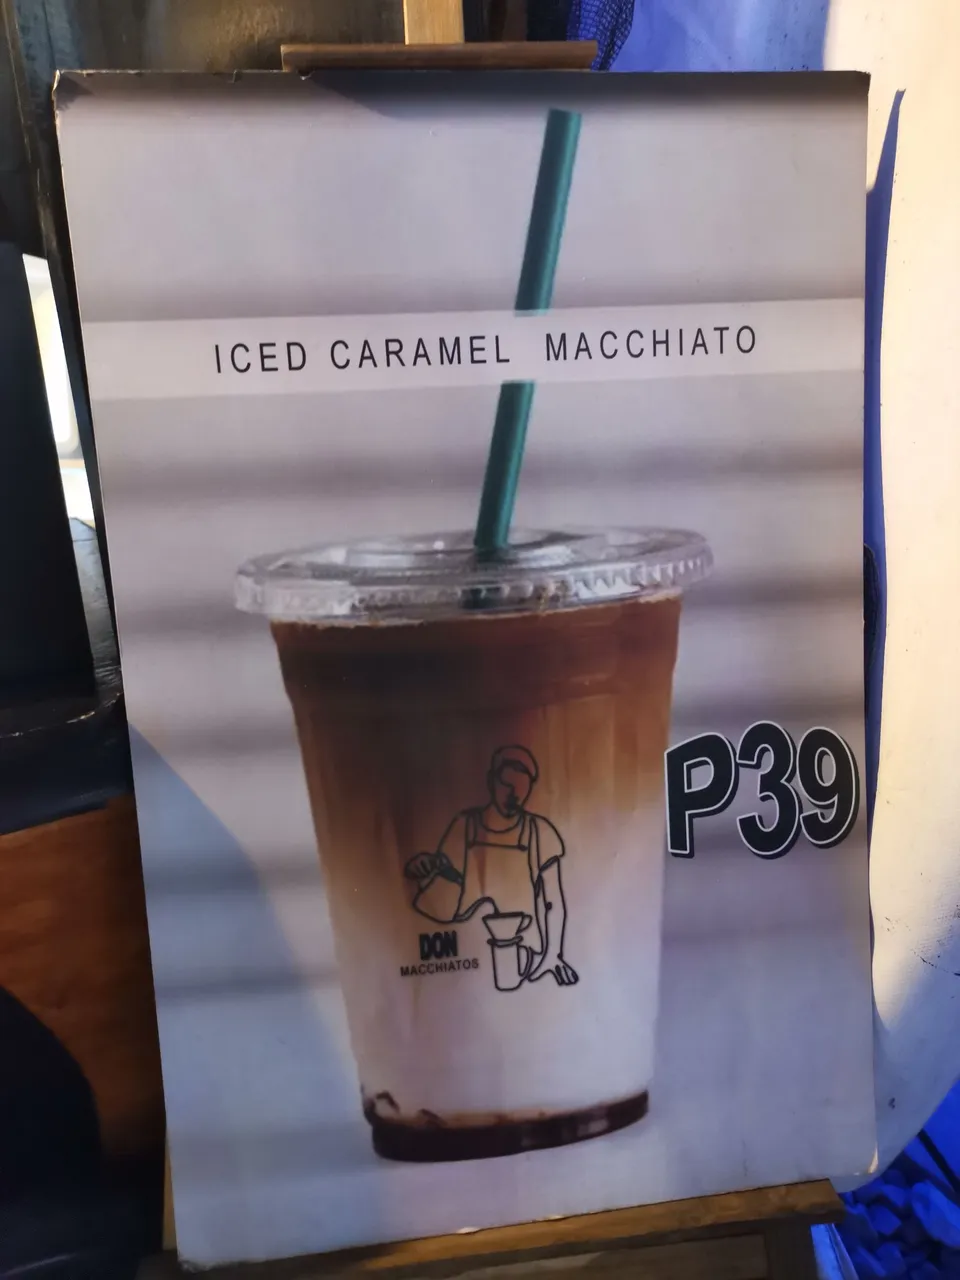 ICED CARAMEL MACCHIATO
P39
DON
MACCHIATOS